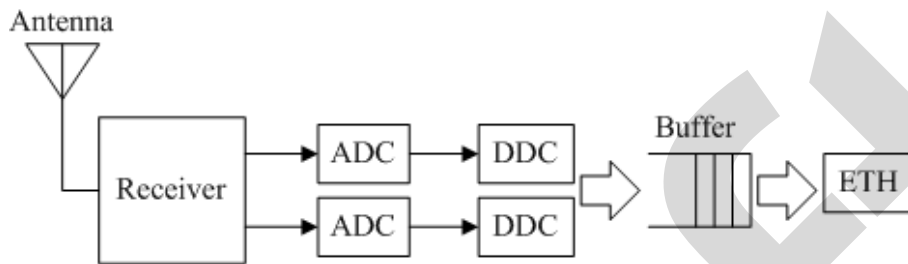 Antenna
Receiver
ADC
DDC
ADC
DDC
Buffer
ETH